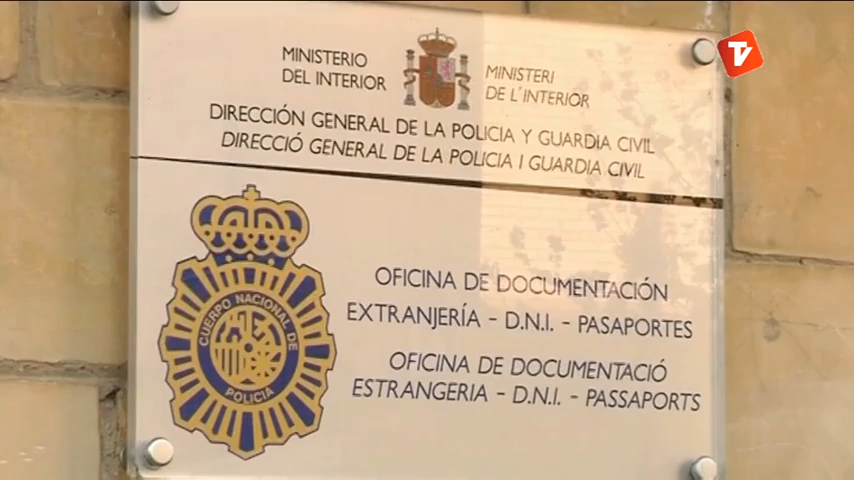 TV
MINISTERIO
DEL INTERIOR
MINISTERI
DE L'INTERIOR
DIRECCIÓN GENERAL DE LA POLICIA Y GUARDIA CIVIL
DIRECCIÓ GENERAL DE LA POLICIA I GUARDIA CIVIL
CUERPO NACIONAL DE
POLICIA
OFICINA DE DOCUMENTACIÓN
EXTRANJERÍA - D.N.I. - PASAPORTES
OFICINA DE DOCUMENTACIÓ
ESTRANGERIA - D.N.I. - PASSAPORTS